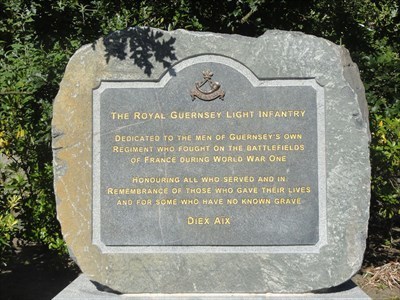 The Royal Guernsey Light Infantry
Dedicated to the men of Guernsey's own
Regiment who fought on the battlefields
of France during World War One
Honouring all who served and in
Remembrance of those who gave their lives
and for some who have no known grave
Diex Aix